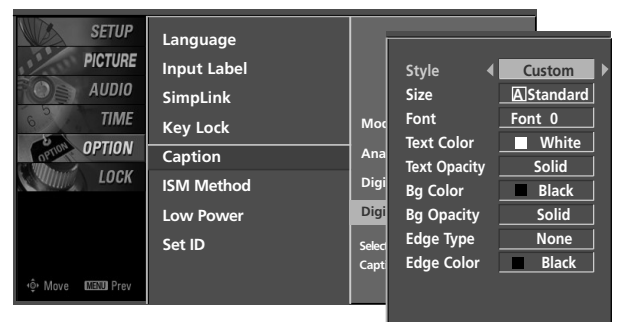 SETUP
PICTURE
AUDIO
TIME
OPTION
LOCK
Move MENU Prev
Language
Input Label
SimpLink
Key Lock
Caption
ISM Method
Low Power
Set ID
Style Custom
Size A Standard
Font Font 0
Text Color White
Text Opacity Solid
Bg Color Black
Bg Opacity Solid
Edge Type None
Edge Color Black